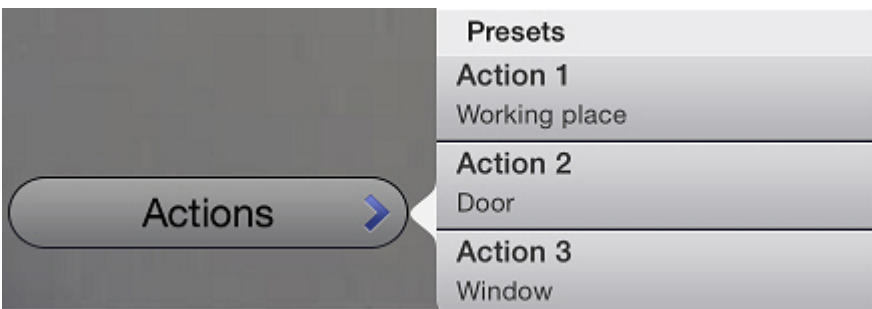 Actions
Presets
Action 1
Working place
Action 2
Door
Action 3
Window